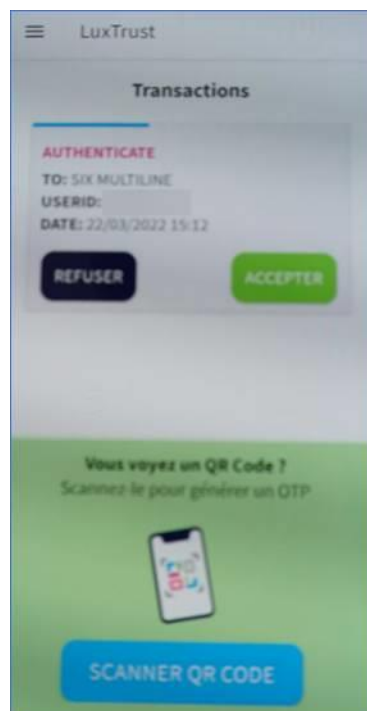 LuxTrust
Transactions
AUTHENTICATE
TO: SIX MULTILINE
USERID:
DATE: 22/03/2022 15:12
REFUSER
ACCEPTER
Vous voyez un QR Code ?
Scannez-le pour générer un OTP
SCANNER QR CODE